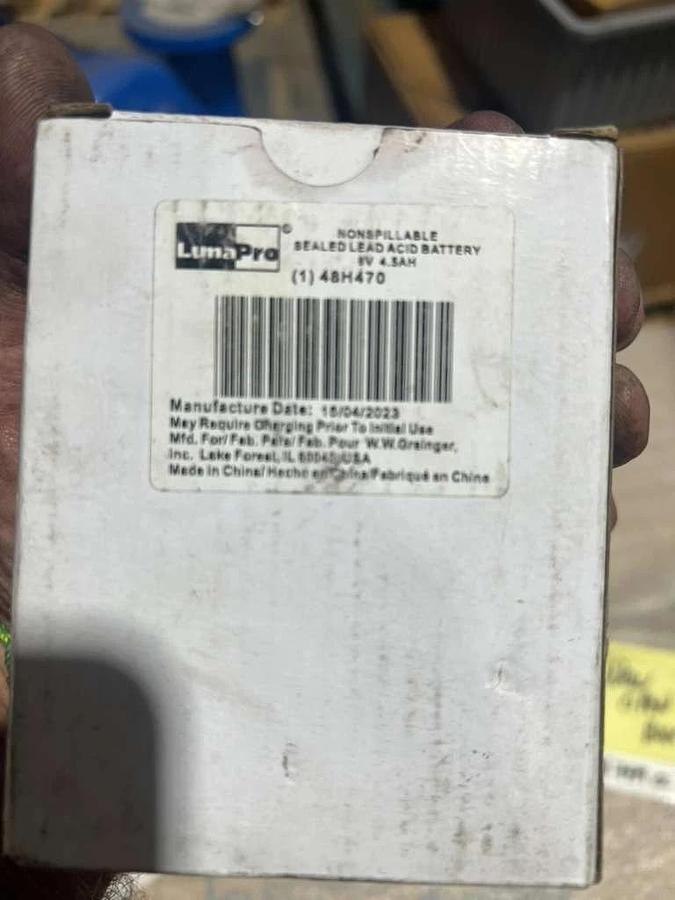 LumaPro®
NONSPILLABLE
SEALED LEAD ACID BATTERY
4.5AH
(1) 48H470
Manufacture Date: 15/04/2023
May Require Charging Prior To Initial Use
Mfd. For/ Fab. Para/ Fab. Pour W.W.Grainger,
Inc. Lake Forest, IL 60045 USA
Made in China/ Hecho en China/Fabriqué en Chine